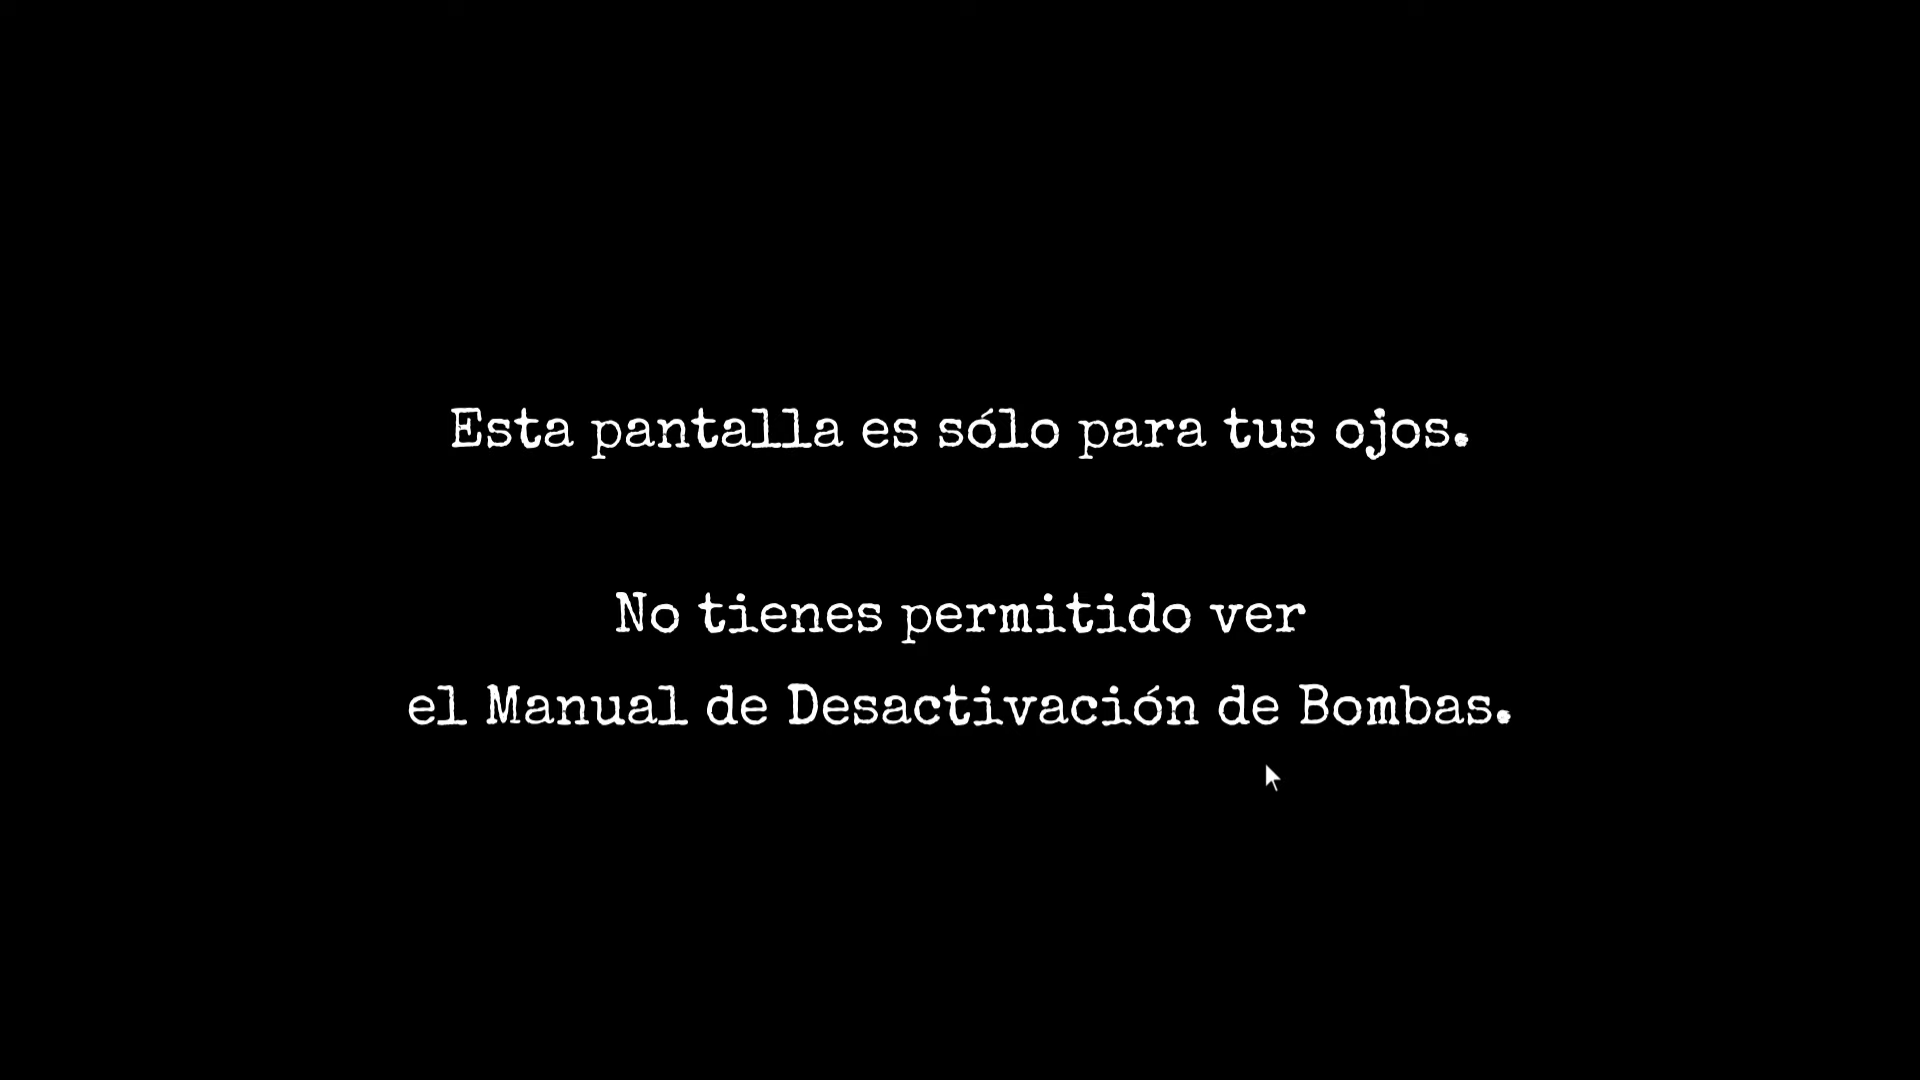 Esta pantalla es sólo para tus ojos.
No tienes permitido ver
el Manual de Desactivación de Bombas.